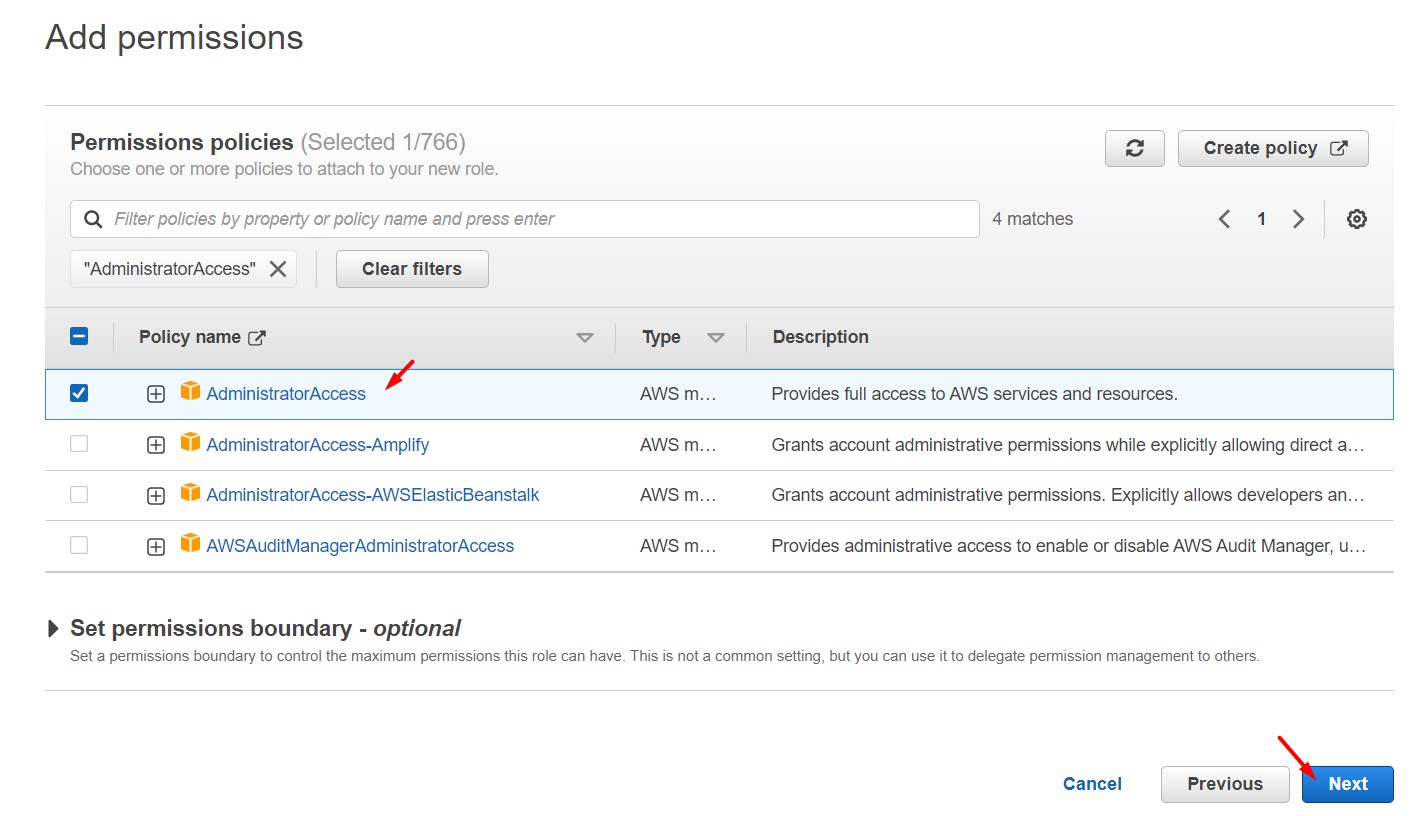 Add permissions
Permissions policies (Selected 1/766)
Choose one or more policies to attach to your new role.
Create policy
Filter policies by property or policy name and press enter
4 matches
1
"AdministratorAccess"
Clear filters
Policy name Type Description
AdministratorAccess AWS m… Provides full access to AWS services and resources.
AdministratorAccess-Amplify AWS m… Grants account administrative permissions while explicitly allowing direct a…
AdministratorAccess-AWSElasticBeanstalk AWS m… Grants account administrative permissions. Explicitly allows developers an…
AWSAuditManagerAdministratorAccess AWS m… Provides administrative access to enable or disable AWS Audit Manager, u…
Set permissions boundary - optional
Set a permissions boundary to control the maximum permissions this role can have. This is not a common setting, but you can use it to delegate permission management to others.
Cancel Previous Next